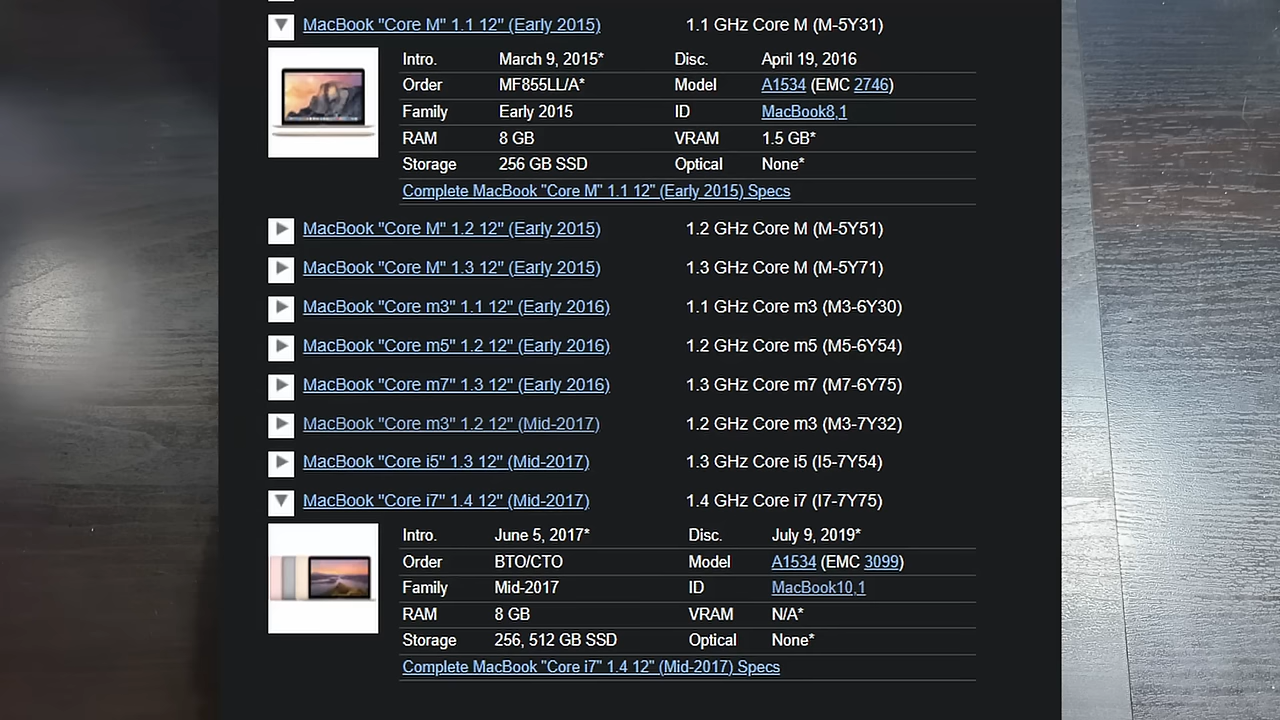 MacBook "Core M" 1.1 12" (Early 2015) 1.1 GHz Core M (M-5Y31)
Intro. March 9, 2015* Disc. April 19, 2016
Order MF855LL/A* Model A1534 (EMC 2746)
Family Early 2015 ID MacBook8,1
RAM 8 GB VRAM 1.5 GB*
Storage 256 GB SSD Optical None*
Complete MacBook "Core M" 1.1 12" (Early 2015) Specs
MacBook "Core M" 1.2 12" (Early 2015) 1.2 GHz Core M (M-5Y51)
MacBook "Core M" 1.3 12" (Early 2015) 1.3 GHz Core M (M-5Y71)
MacBook "Core m3" 1.1 12" (Early 2016) 1.1 GHz Core m3 (M3-6Y30)
MacBook "Core m5" 1.2 12" (Early 2016) 1.2 GHz Core m5 (M5-6Y54)
MacBook "Core m7" 1.3 12" (Early 2016) 1.3 GHz Core m7 (M7-6Y75)
MacBook "Core m3" 1.2 12" (Mid-2017) 1.2 GHz Core m3 (M3-7Y32)
MacBook "Core i5" 1.3 12" (Mid-2017) 1.3 GHz Core i5 (I5-7Y54)
MacBook "Core i7" 1.4 12" (Mid-2017) 1.4 GHz Core i7 (I7-7Y75)
Intro. June 5, 2017* Disc. July 9, 2019*
Order BTO/CTO Model A1534 (EMC 3099)
Family Mid-2017 ID MacBook10,1
RAM 8 GB VRAM N/A*
Storage 256, 512 GB SSD Optical None*
Complete MacBook "Core i7" 1.4 12" (Mid-2017) Specs